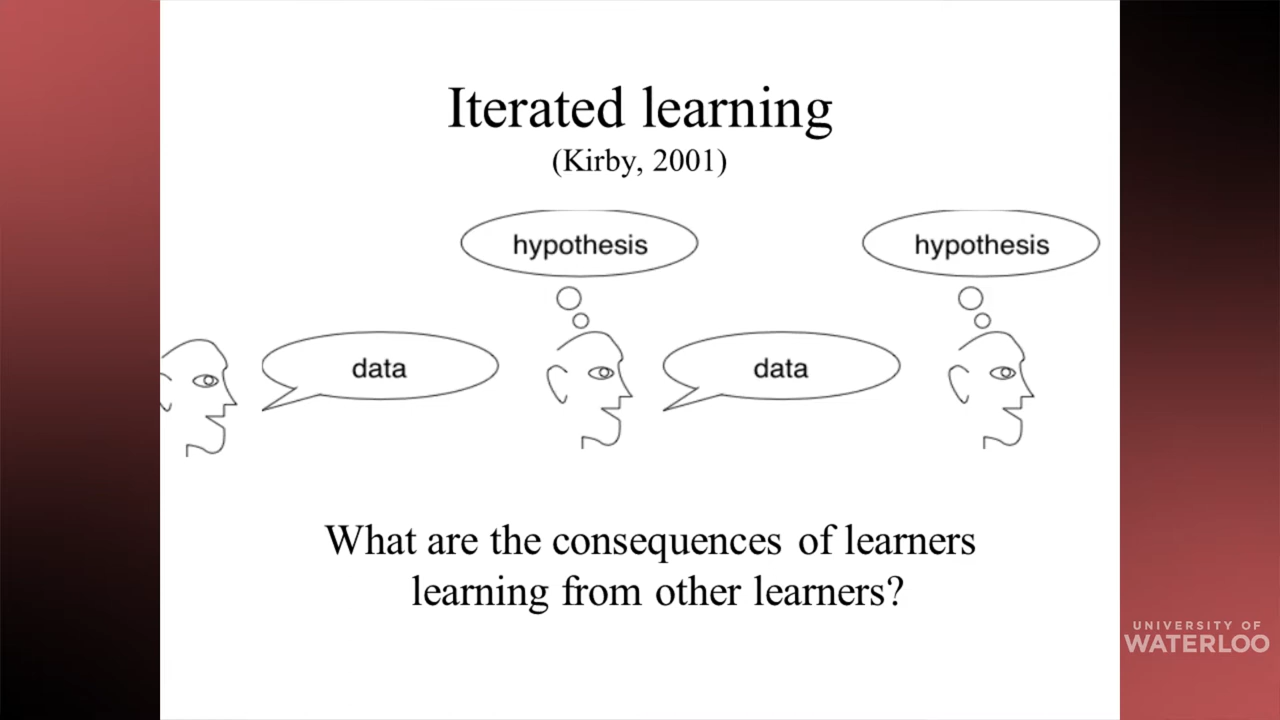 Iterated learning
(Kirby, 2001)
hypothesis
hypothesis
data
data
What are the consequences of learners
learning from other learners?
UNIVERSITY OF
WATERLOO